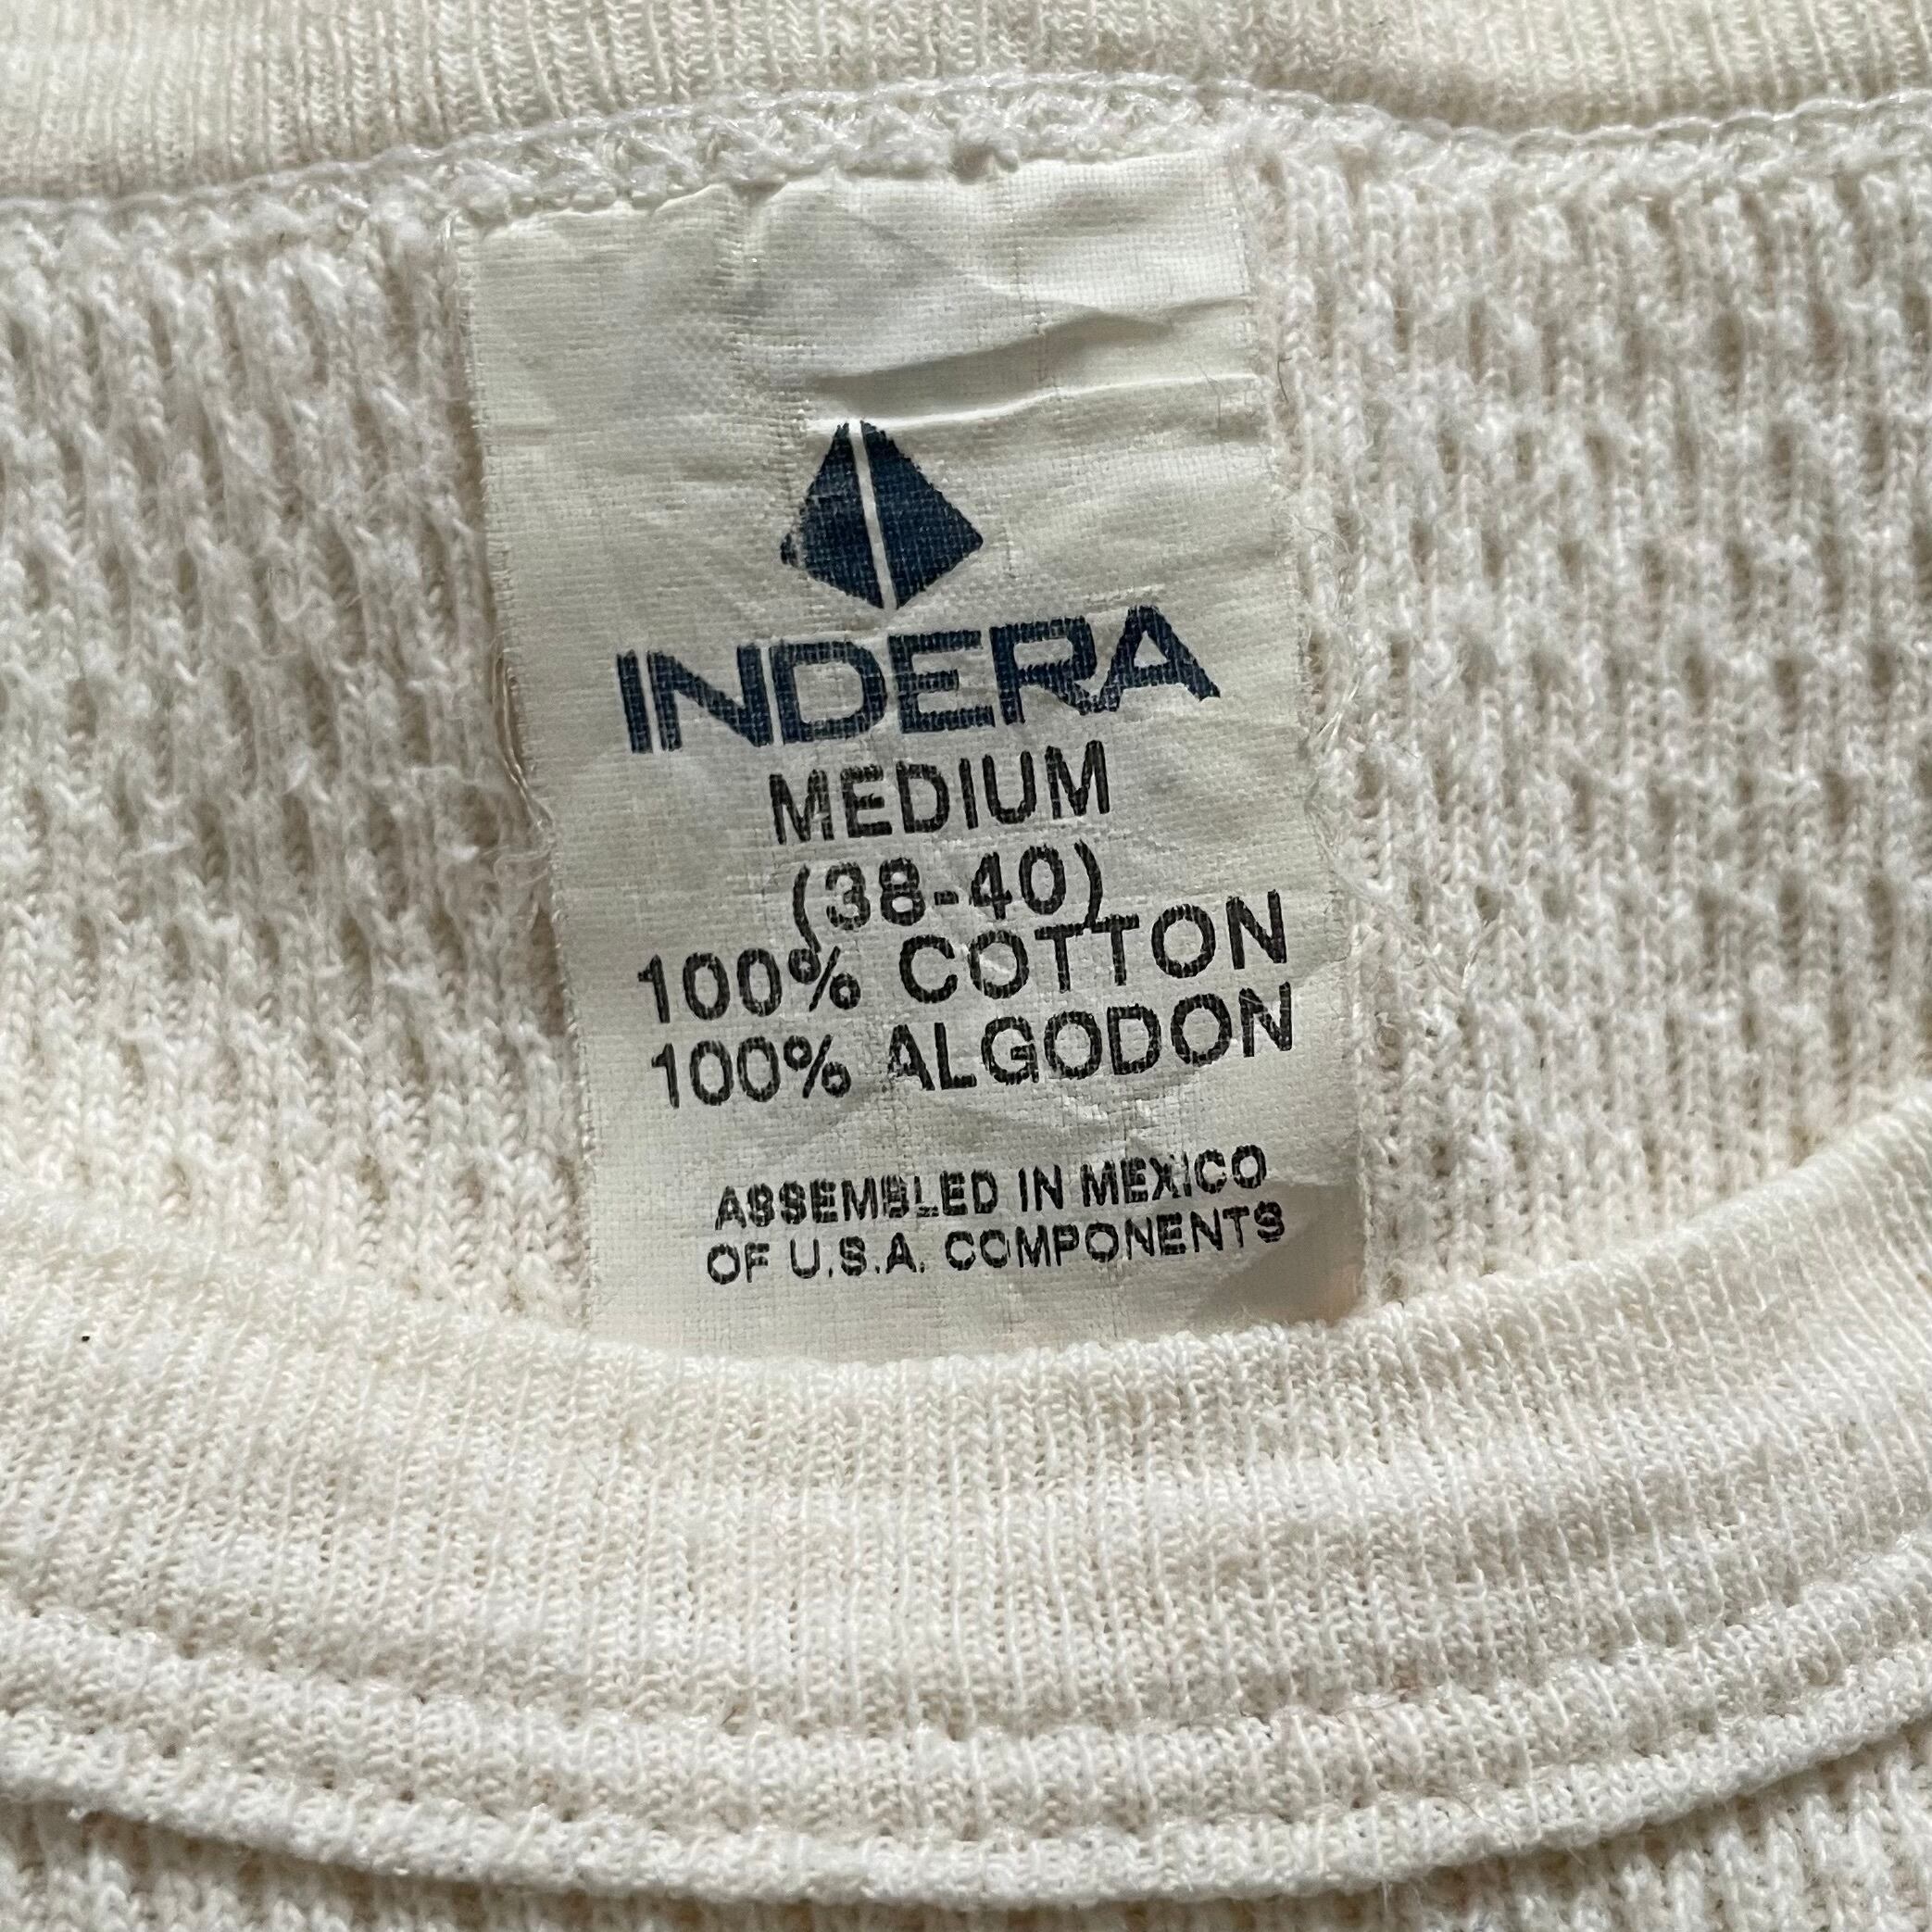 INDERA
MEDIUM
(38-40)
100% COTTON
100% ALGODON
ASSEMBLED IN MEXICO
OF U.S.A. COMPONENTS